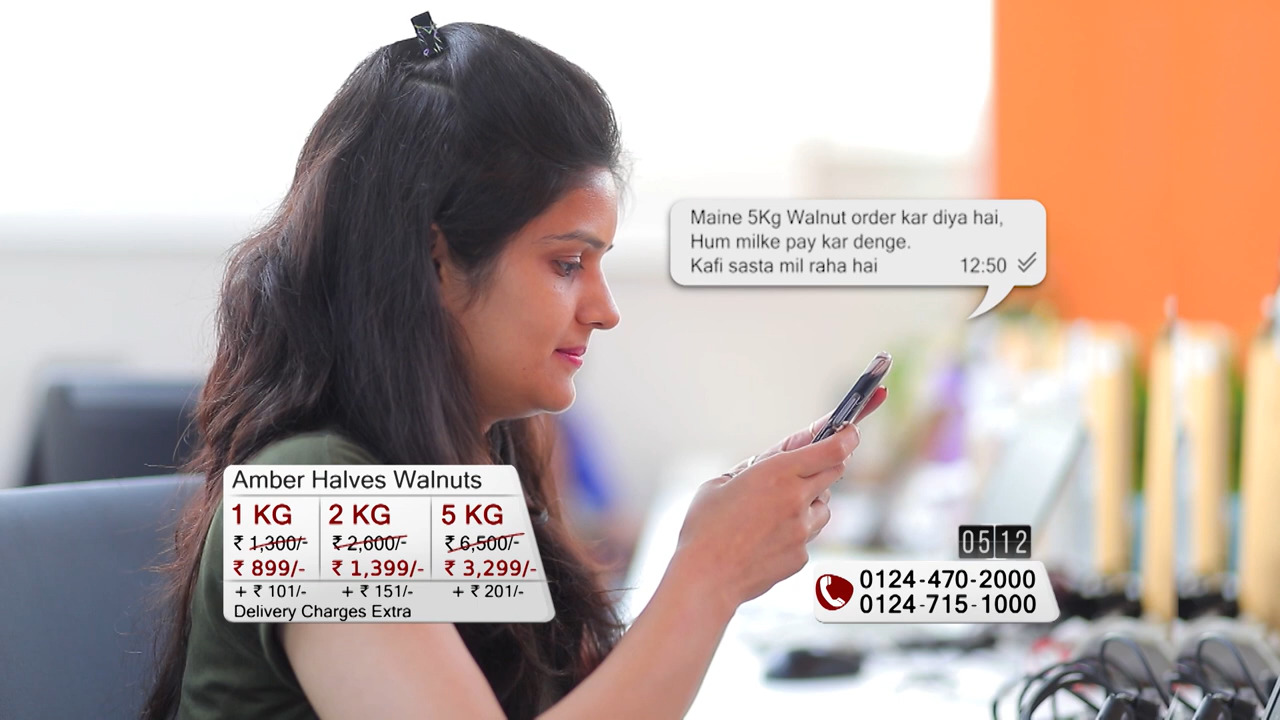 Maine 5Kg Walnut order kar diya hai,
Hum milke pay kar denge.
Kafi sasta mil raha hai 12:50
Amber Halves Walnuts
1 KG 2 KG 5 KG
₹ 1,300/- ₹ 2,600/- ₹ 6,500/-
₹ 899/- ₹ 1,399/- ₹ 3,299/-
+ ₹ 101/- + ₹ 151/- + ₹ 201/-
Delivery Charges Extra
05 12
0124-470-2000
0124-715-1000